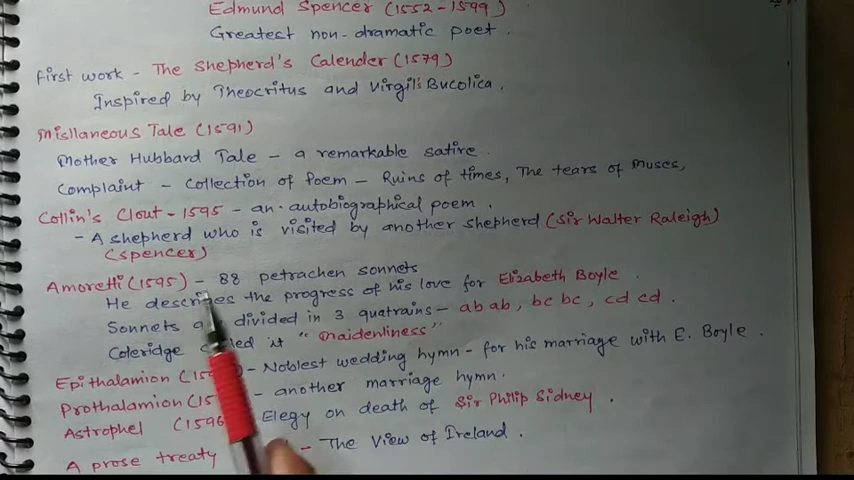 Edmund Spencer (1552-1599)
Greatest non-dramatic poet.
First work - The Shepherd's Calender (1579)
Inspired by Theocritus and Virgil's Bucolica.
Misllaneous Tale (1591)
Mother Hubbard Tale - a remarkable satire.
Complaint - Collection of Poem - Ruins of times, The tears of Muses,
Collin's Clout - 1595 - an autobiographical poem.
- A shepherd who is visited by another shepherd (Sir Walter Raleigh)
(spencer)
Amoretti (1595) - 88 petrachen sonnets
He describes the progress of his love for Elizabeth Boyle.
Sonnets divided in 3 quatrains - ab ab, bc bc, cd cd.
Coleridge it "maidenliness"
Epithalamion - Noblest wedding hymn - for his marriage with E. Boyle.
Prothalamion - another marriage hymn.
Astrophel (1596 Elegy on death of Sir Philip Sidney.
A prose treaty - The View of Ireland.